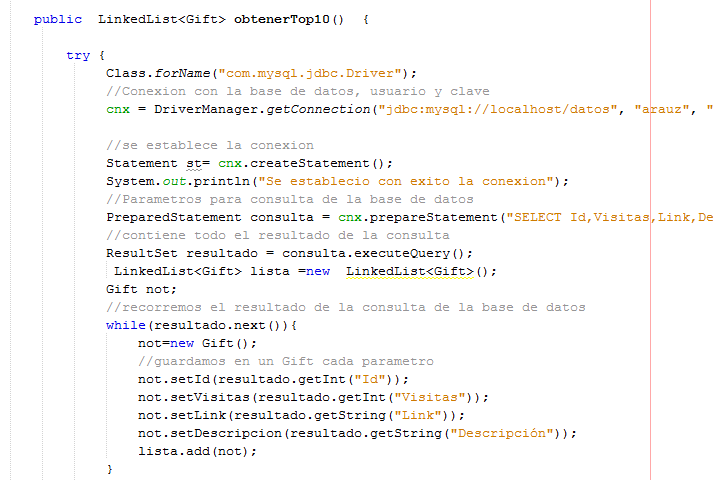 public  LinkedList<Gift> obtenerTop10()  {
try {
Class.forName("com.mysql.jdbc.Driver");
//Conexion con la base de datos, usuario y clave
cnx = DriverManager.getConnection("jdbc:mysql://localhost/datos", "arauz", "
//se establece la conexion
Statement st= cnx.createStatement();
System.out.println("Se establecio con exito la conexion");
//Parametros para consulta de la base de datos
PreparedStatement consulta = cnx.prepareStatement("SELECT Id,Visitas,Link,De
//contiene todo el resultado de la consulta
ResultSet resultado = consulta.executeQuery();
LinkedList<Gift> lista =new  LinkedList<Gift>();
Gift not;
//recorremos el resultado de la consulta de la base de datos
while(resultado.next()){
not=new Gift();
//guardamos en un Gift cada parametro
not.setId(resultado.getInt("Id"));
not.setVisitas(resultado.getInt("Visitas"));
not.setLink(resultado.getString("Link"));
not.setDescripcion(resultado.getString("Descripción"));
lista.add(not);
}